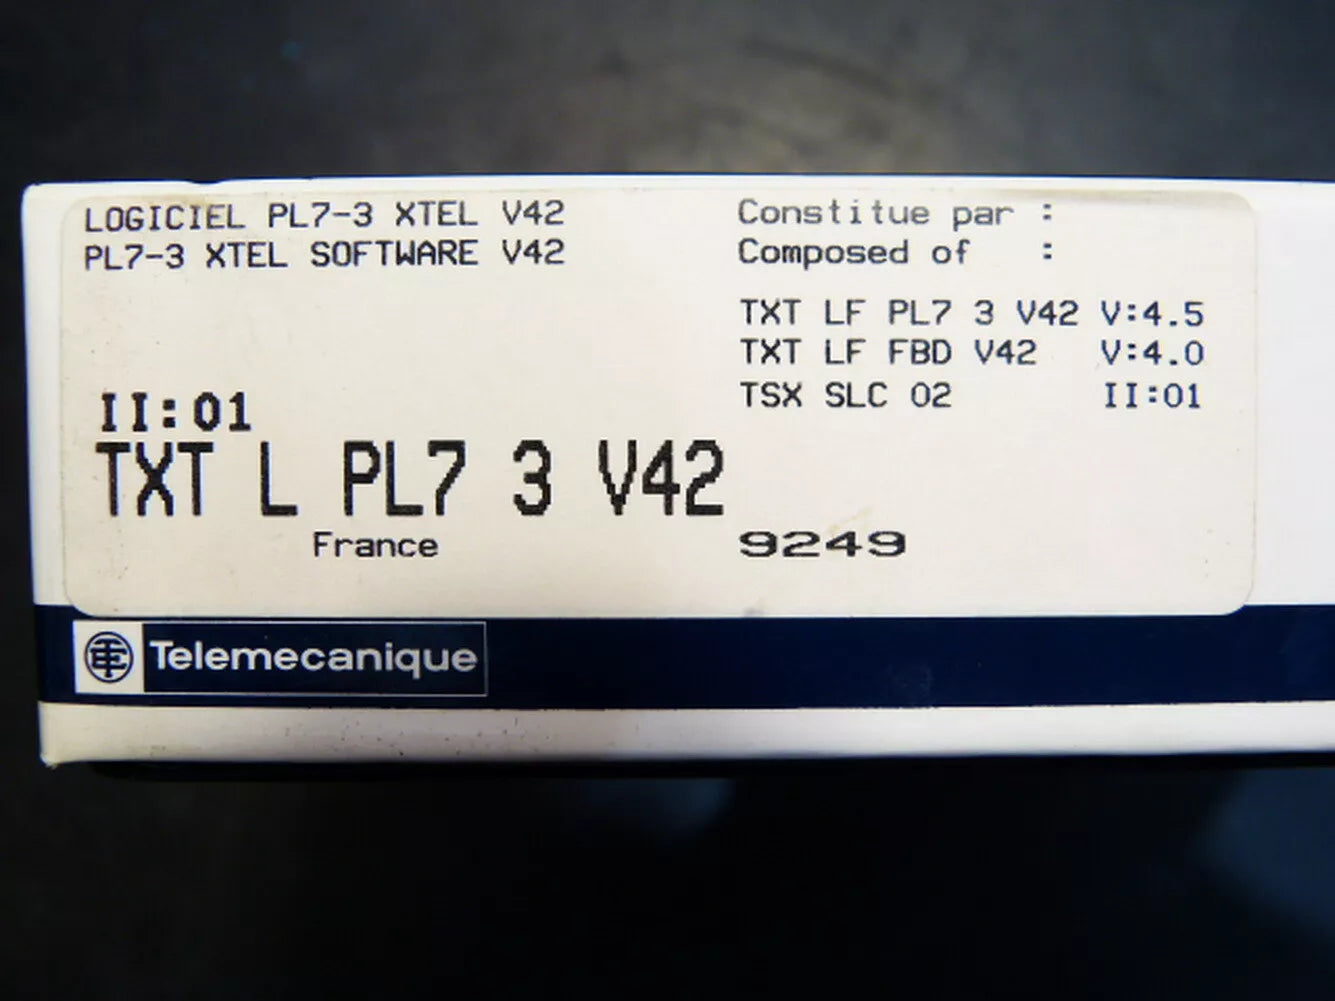 LOGICIEL PL7-3 XTEL V42
PL7-3 XTEL SOFTWARE V42
Constitue par :
Composed of :
TXT LF PL7 3 V42 V:4.5
TXT LF FBD V42 V:4.0
TSX SLC 02 II:01
II:01
TXT L PL7 3 V42
France
9249
TE Telemecanique